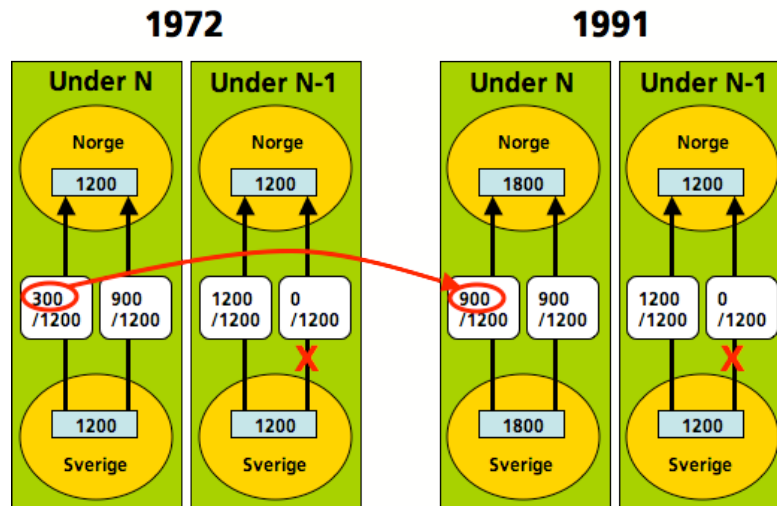 1972
1991
Under N
Under N-1
Under N
Under N-1
Norge
1200
Norge
1200
Norge
1800
Norge
1200
300
/1200
900
/1200
1200
/1200
0
/1200
900
/1200
900
/1200
1200
/1200
0
/1200
X
X
1200
Sverige
1200
Sverige
1800
Sverige
1200
Sverige